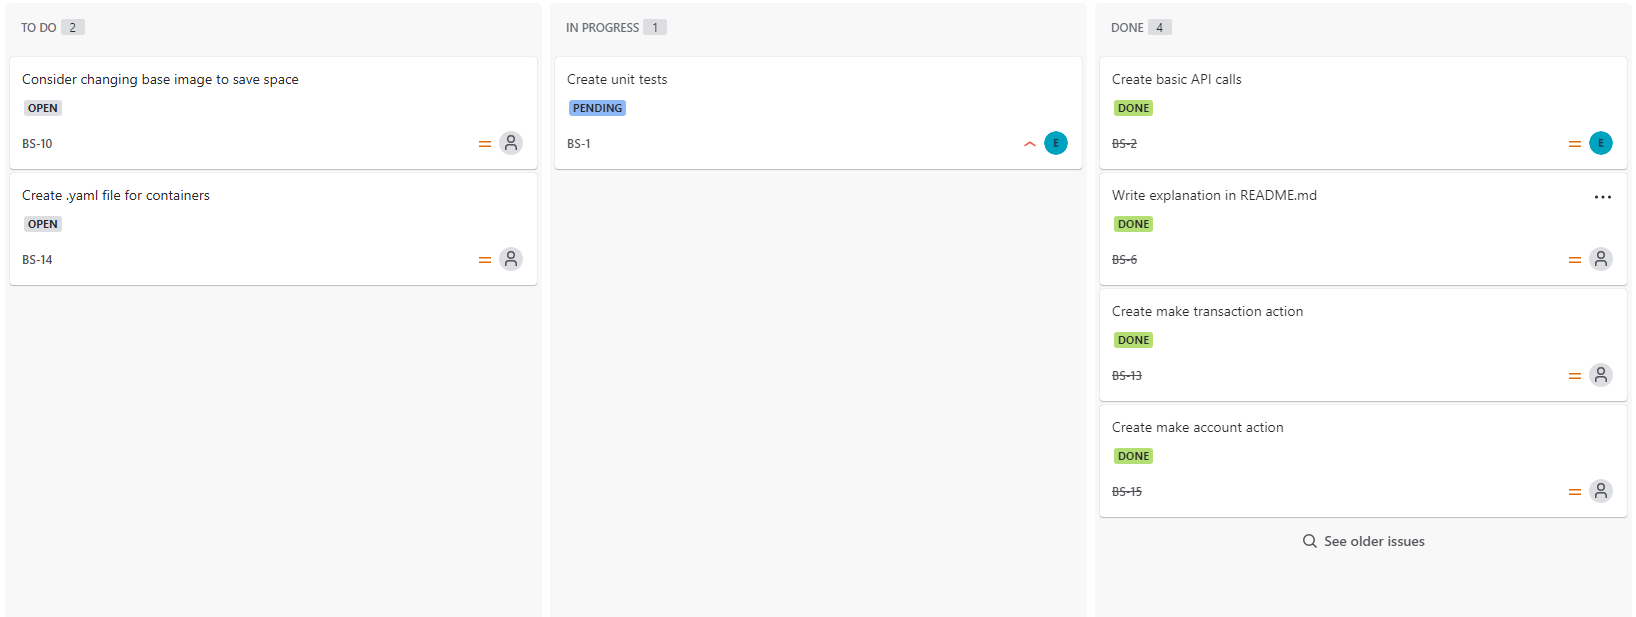 TO DO 2
Consider changing base image to save space
OPEN
BS-10
Create .yaml file for containers
OPEN
BS-14
IN PROGRESS 1
Create unit tests
PENDING
BS-1
E
DONE 4
Create basic API calls
DONE
BS-2
E
Write explanation in README.md
DONE
BS-6
Create make transaction action
DONE
BS-13
Create make account action
DONE
BS-15
See older issues